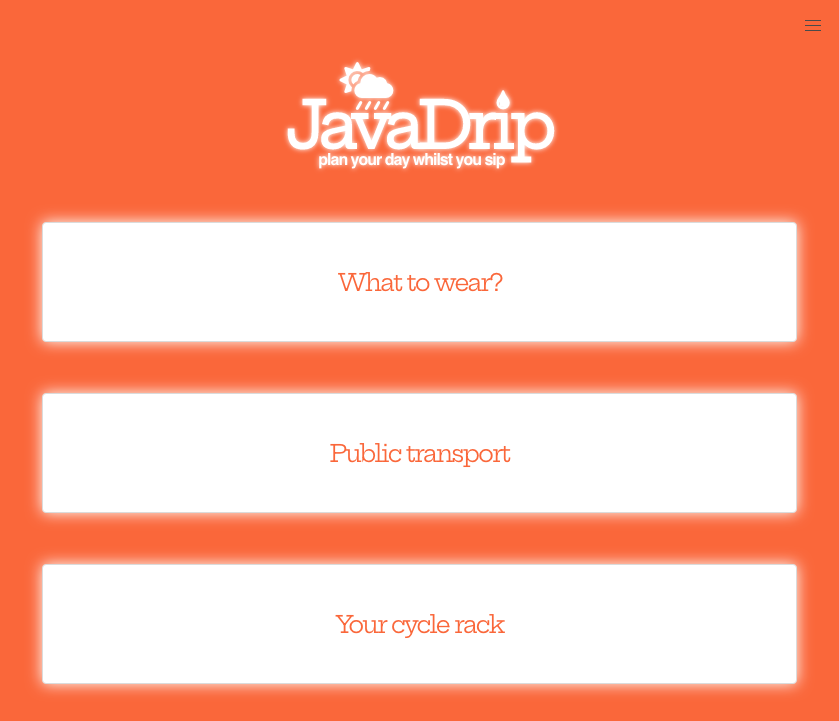 JavaDrip
plan your day whilst you sip
What to wear?
Public transport
Your cycle rack